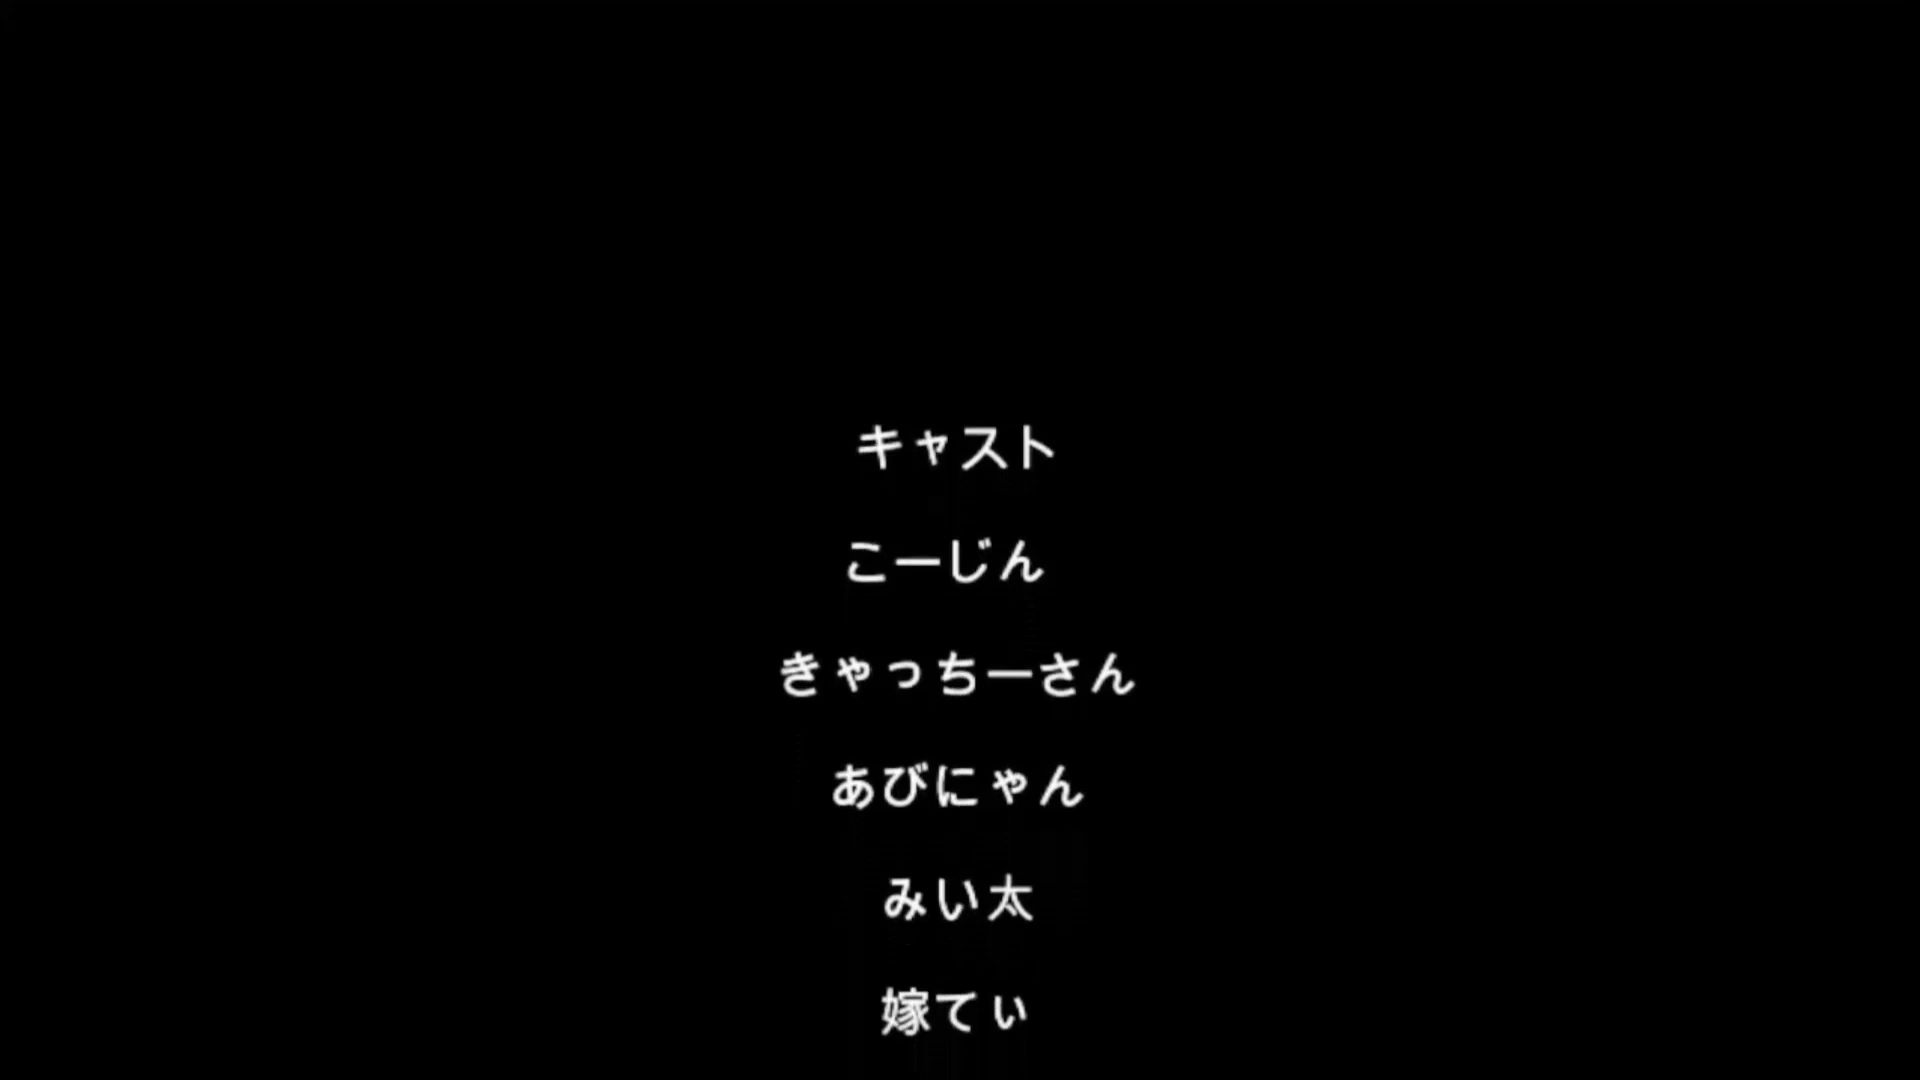 キャスト
こーじん
きゃっちーさん
あびにゃん
みい太
嫁てぃ